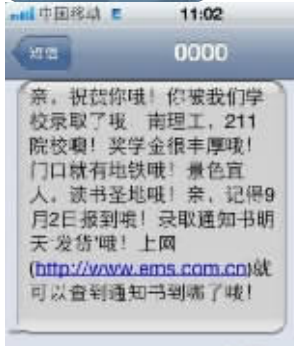 中国移动 E 11:02
短信 0000
亲，祝贺你哦！你被我们学
校录取了哦 南理工，211
院校噢！奖学金很丰厚哦！
门口就有地铁哦！景色宜
人，读书圣地哦！亲，记得9
月2日报到哦！录取通知书明
天'发货'哦！上网
(http://www.ems.com.cn)就
可以查到通知书到哪了哦！